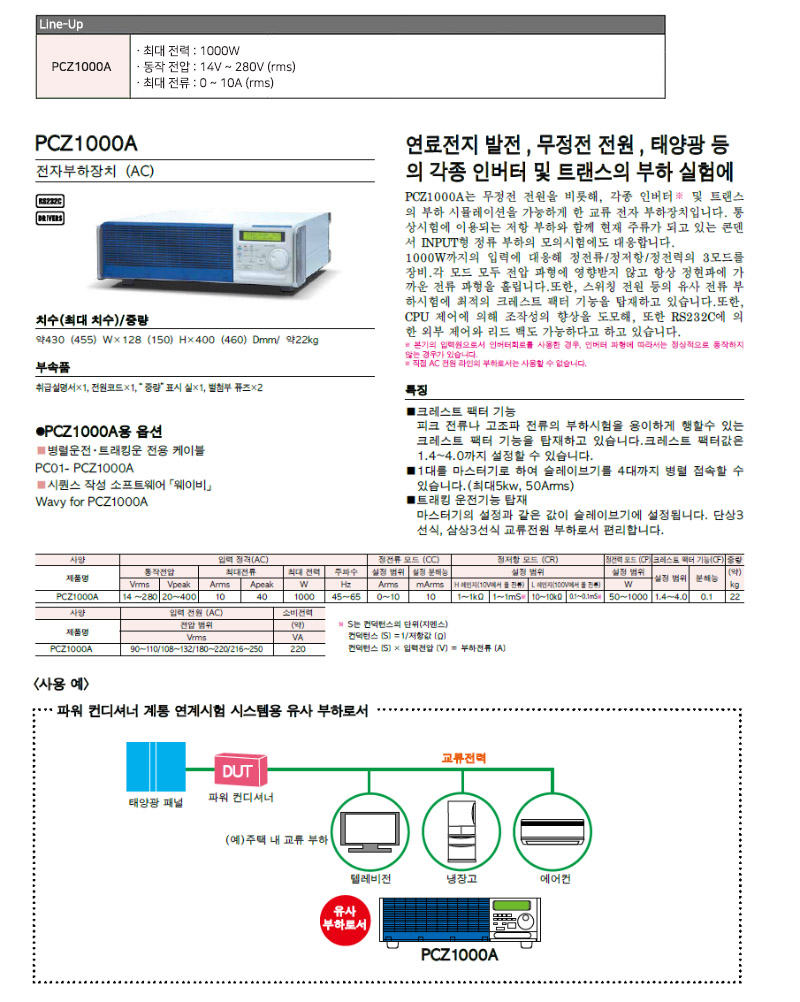 Line-Up
PCZ1000A
· 최대 전력 : 1000W
· 동작 전압 : 14V ~ 280V (rms)
· 최대 전류 : 0 ~ 10A (rms)
PCZ1000A
전자부하장치 (AC)
RS232C
DRIVERS
치수(최대 치수)/중량
약430 (455) W×128 (150) H×400 (460) Dmm/ 약22kg
부속품
취급설명서×1, 전원코드×1, “ 중량” 표시 실×1, 별첨부 퓨즈×2
●PCZ1000A용 옵션
■ 병렬운전·트래킹운 전용 케이블
PC01- PCZ1000A
■ 시퀀스 작성 소프트웨어 「웨이비」
Wavy for PCZ1000A
연료전지 발전 , 무정전 전원 , 태양광 등
의 각종 인버터 및 트랜스의 부하 실험에
PCZ1000A는 무정전 전원을 비롯해, 각종 인버터※ 및 트랜스
의 부하 시뮬레이션을 가능하게 한 교류 전자 부하장치입니다. 통
상시험에 이용되는 저항 부하와 함께 현재 주류가 되고 있는 콘덴
서 INPUT형 정류 부하의 모의시험에도 대응합니다.
1000W까지의 입력에 대응해 정전류/정저항/정전력의 3모드를
장비.각 모드 모두 전압 파형에 영향받지 않고 항상 정현파에 가
까운 전류 파형을 흘립니다.또한, 스위칭 전원 등의 유사 전류 부
하시험에 최적의 크레스트 팩터 기능을 탑재하고 있습니다.또한,
CPU 제어에 의해 조작성의 향상을 도모해, 또한 RS232C에 의
한 외부 제어와 리드 백도 가능하다고 하고 있습니다.
※ 본기의 입력원으로서 인버터회로를 사용한 경우, 인버터 파형에 따라서는 정상적으로 동작하지
않는 경우가 있습니다.
※ 직접 AC 전원 라인의 부하로서는 사용할 수 없습니다.
특징
■크레스트 팩터 기능
피크 전류나 고조파 전류의 부하시험을 용이하게 행할수 있는
크레스트 팩터 기능을 탑재하고 있습니다.크레스트 팩터값은
1.4~4.0까지 설정할 수 있습니다.
■1대를 마스터기로 하여 슬레이브기를 4대까지 병렬 접속할 수
있습니다.(최대5kw, 50Arms)
■트래킹 운전기능 탑재
마스터기의 설정과 같은 값이 슬레이브기에 설정됩니다. 단상3
선식, 삼상3선식 교류전원 부하로서 편리합니다.
사양 입력 정격(AC) 정전류 모드 (CC) 정저항 모드 (CR) 정전력 모드 (CP) 크레스트 팩터 기능(CF) 중량
제품명 동작전압 최대전류 최대 전력 주파수 설정 범위 설정 분해능 설정 범위 설정 범위 설정 범위 분해능 (약)
Vrms Vpeak Arms Apeak W Hz Arms mArms H 레인지(10V에서 풀 전류) L 레인지(100V에서 풀 전류) W kg
PCZ1000A 14 ~280 20~400 10 40 1000 45~65 0~10 10 1~1kΩ 1~1mS※ 10~10kΩ 0.1~0.1mS※ 50~1000 1.4~4.0 0.1 22
사양 입력 전원 (AC) 소비전력
제품명 전압 범위 (약)
Vrms VA
PCZ1000A 90~110/108~132/180~220/216~250 220
※ S는 컨덕턴스의 단위(지멘스)
컨덕턴스 (S) =1/저항값 (Ω)
컨덕턴스 (S) × 입력전압 (V) = 부하전류 (A)
〈사용 예〉
파워 컨디셔너 계통 연계시험 시스템용 유사 부하로서
교류전력
DUT
태양광 패널
파워 컨디셔너
(예)주택 내 교류 부하
텔레비전
냉장고
에어컨
유사
부하로서
PCZ1000A